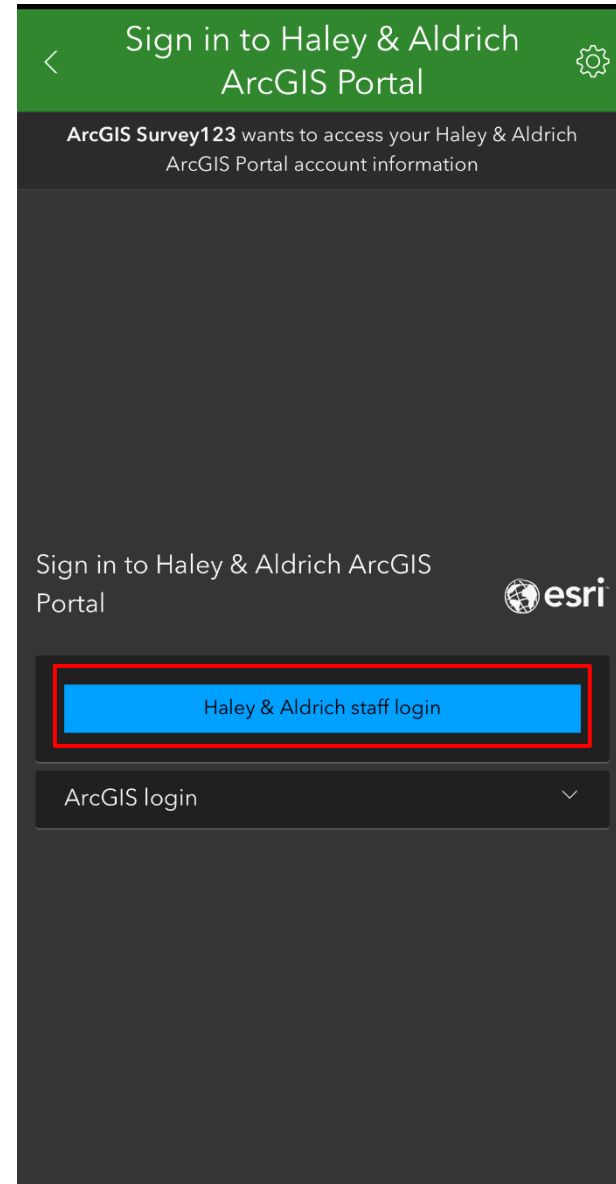 Sign in to Haley & Aldrich
ArcGIS Portal
ArcGIS Survey123 wants to access your Haley & Aldrich
ArcGIS Portal account information
Sign in to Haley & Aldrich ArcGIS
Portal
esri
Haley & Aldrich staff login
ArcGIS login